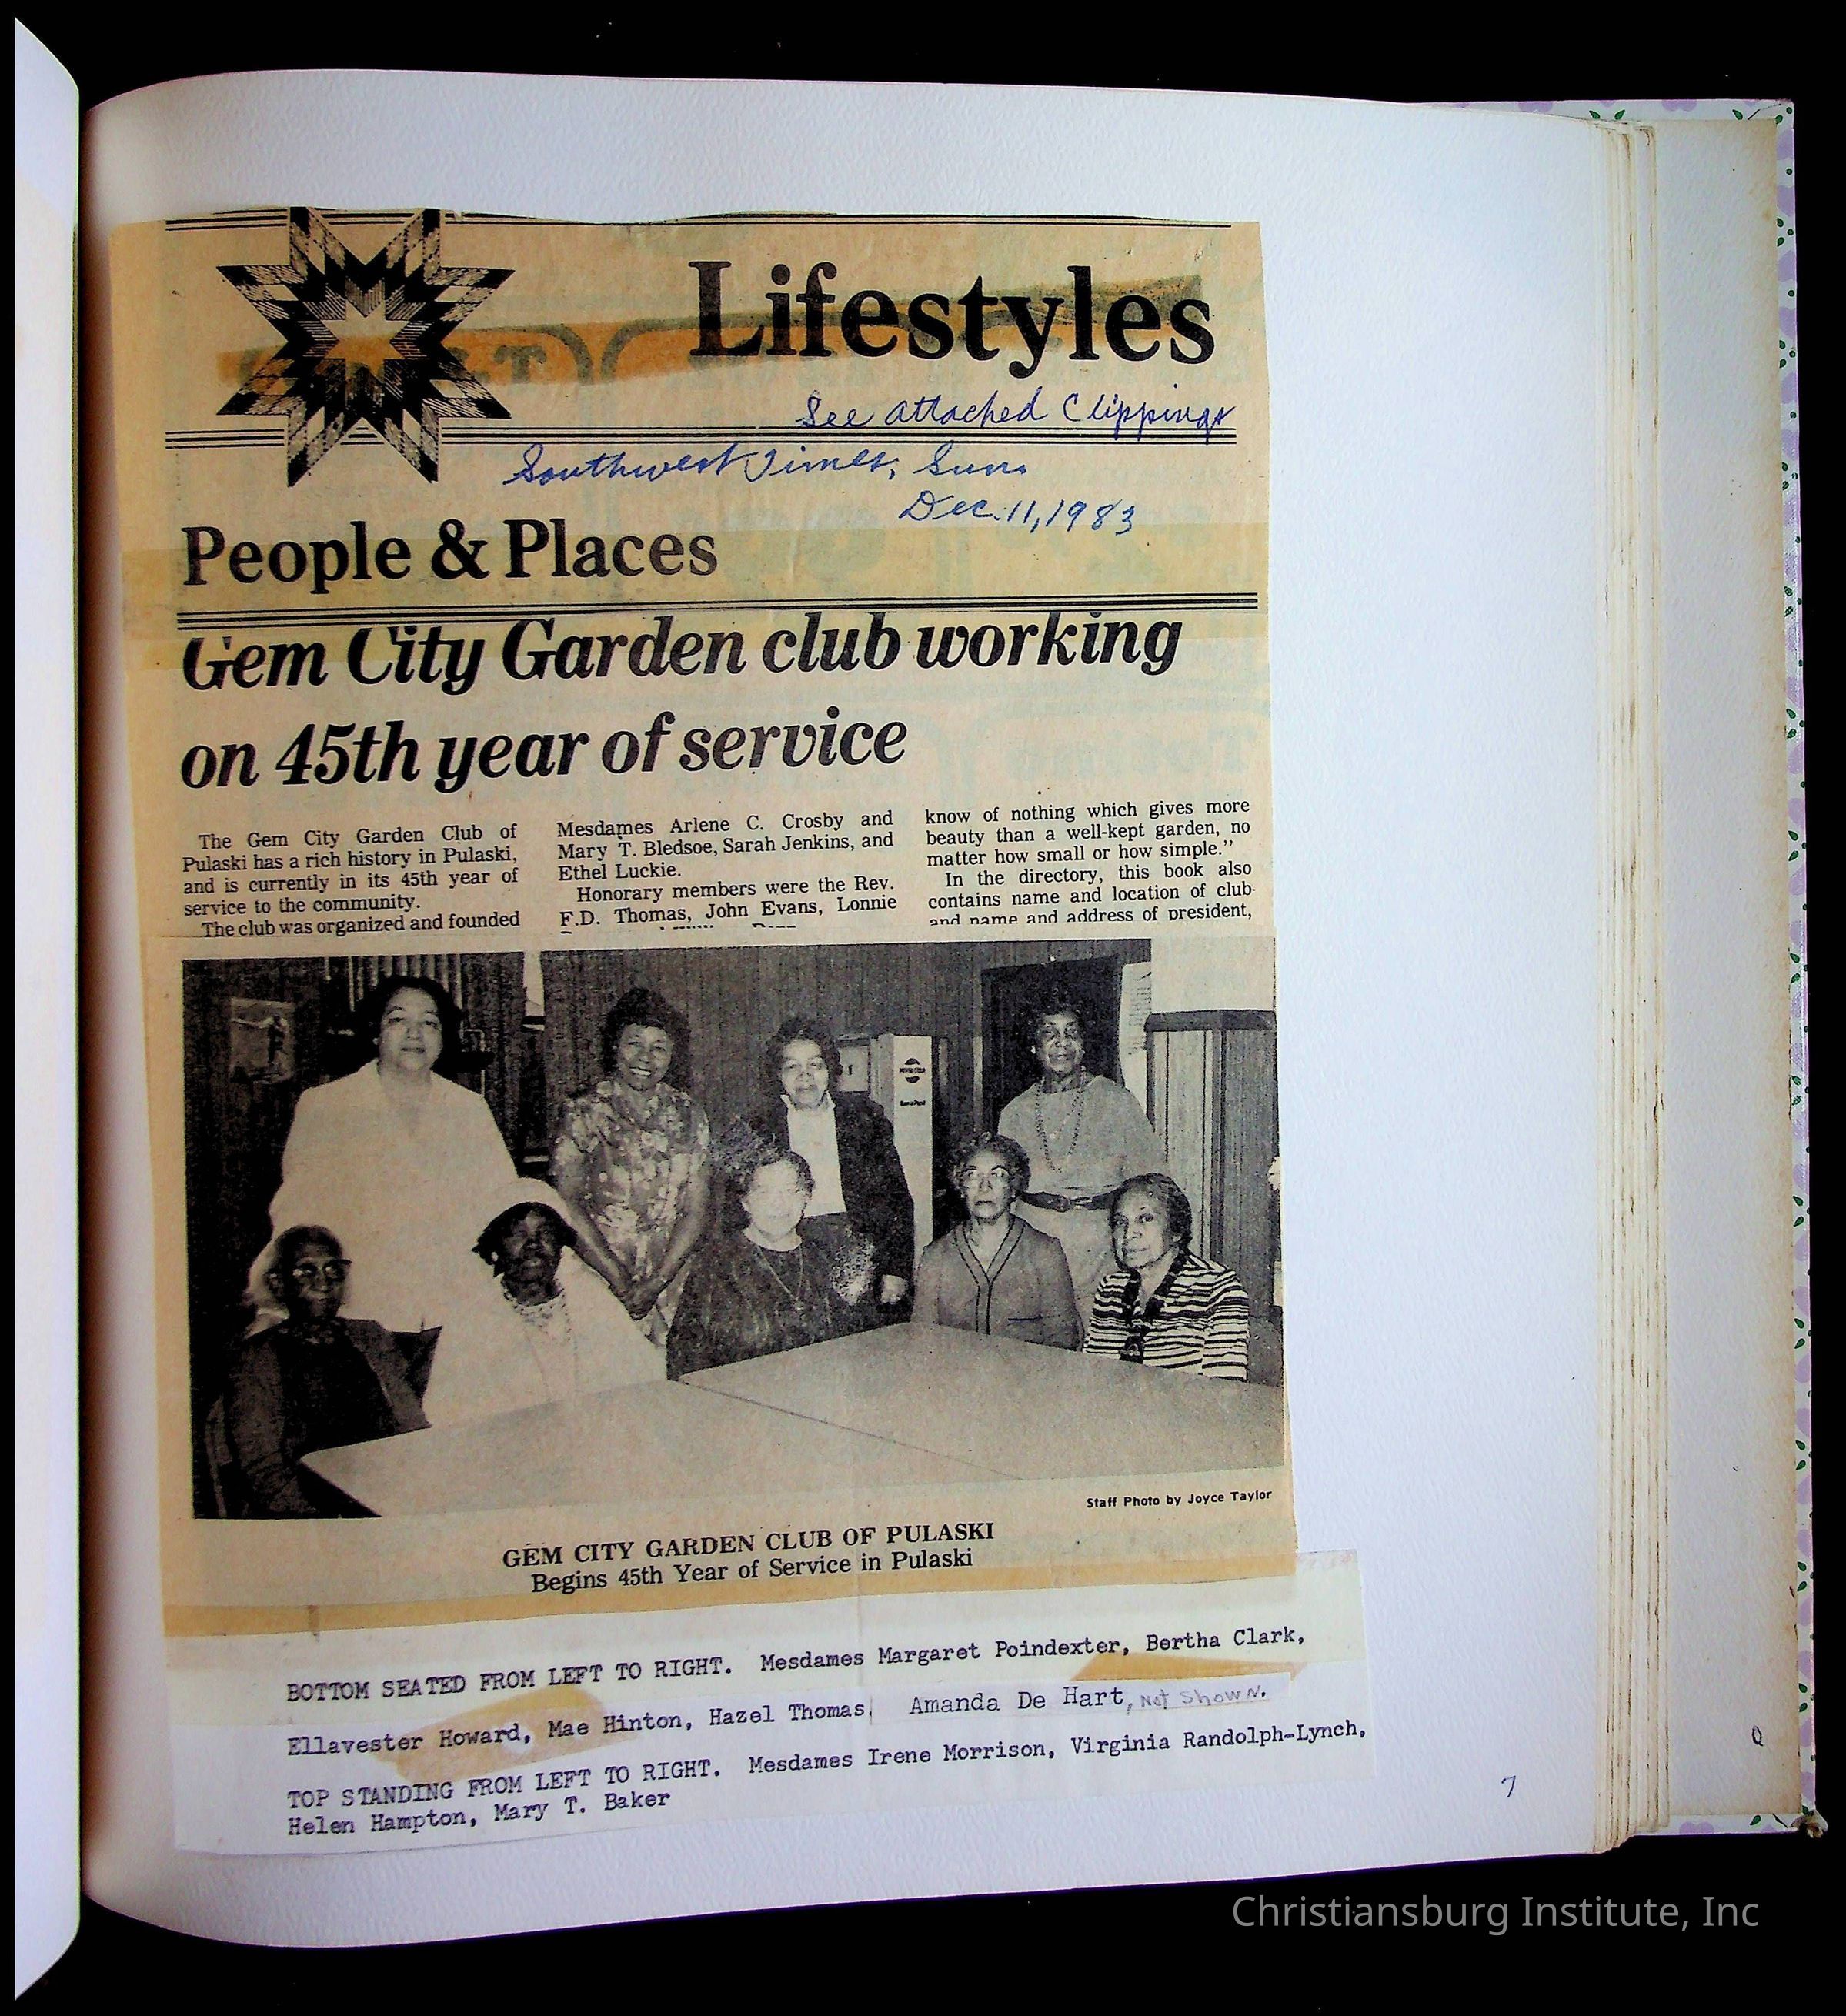 Lifestyles
See attached Clippings
Southwest Times, Sun.
Dec. 11, 1983
People & Places
Gem City Garden club working
on 45th year of service
The Gem City Garden Club of
Pulaski has a rich history in Pulaski,
and is currently in its 45th year of
service to the community.
The club was organized and founded
Mesdames Arlene C. Crosby and
Mary T. Bledsoe, Sarah Jenkins, and
Ethel Luckie.
Honorary members were the Rev.
F.D. Thomas, John Evans, Lonnie
know of nothing which gives more
beauty than a well-kept garden, no
matter how small or how simple.”
In the directory, this book also
contains name and location of club-
and name and address of president,
Staff Photo by Joyce Taylor
GEM CITY GARDEN CLUB OF PULASKI
Begins 45th Year of Service in Pulaski
BOTTOM SEATED FROM LEFT TO RIGHT. Mesdames Margaret Poindexter, Bertha Clark,
Ellavester Howard, Mae Hinton, Hazel Thomas. Amanda De Hart, Not Shown.
TOP STANDING FROM LEFT TO RIGHT. Mesdames Irene Morrison, Virginia Randolph-Lynch,
Helen Hampton, Mary T. Baker
7
Christiansburg Institute, Inc